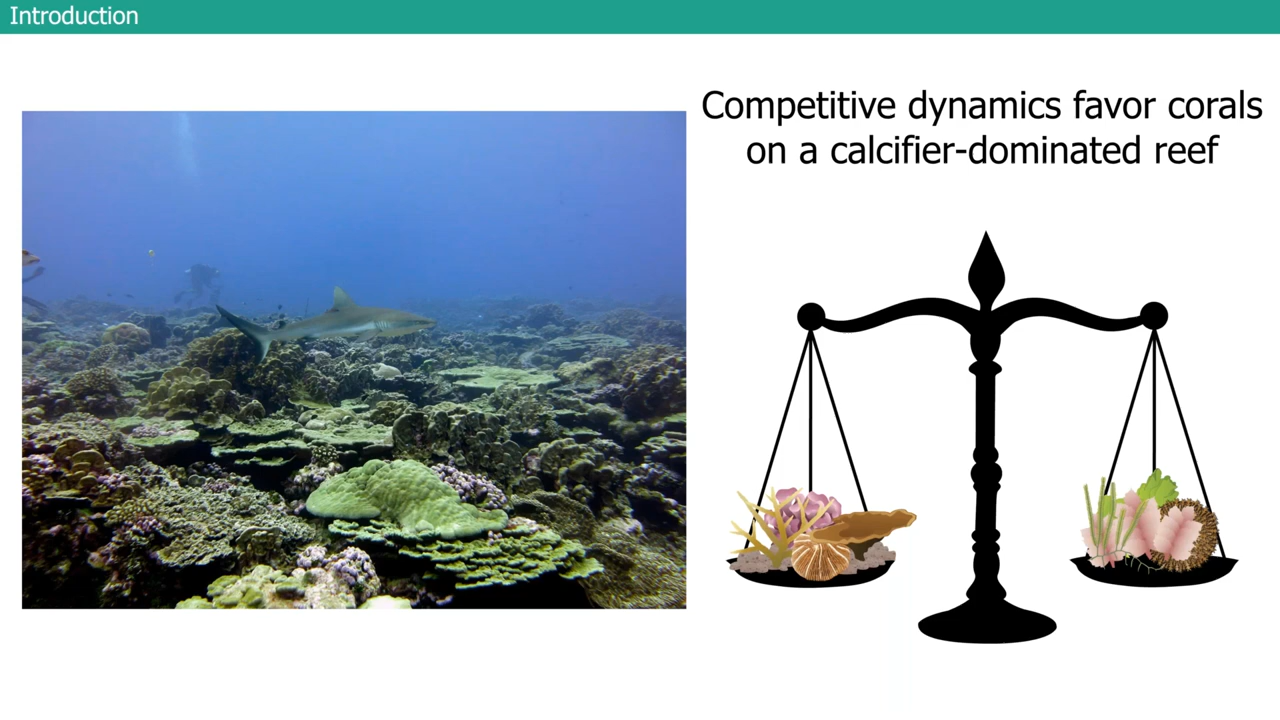 Introduction
Competitive dynamics favor corals
on a calcifier-dominated reef